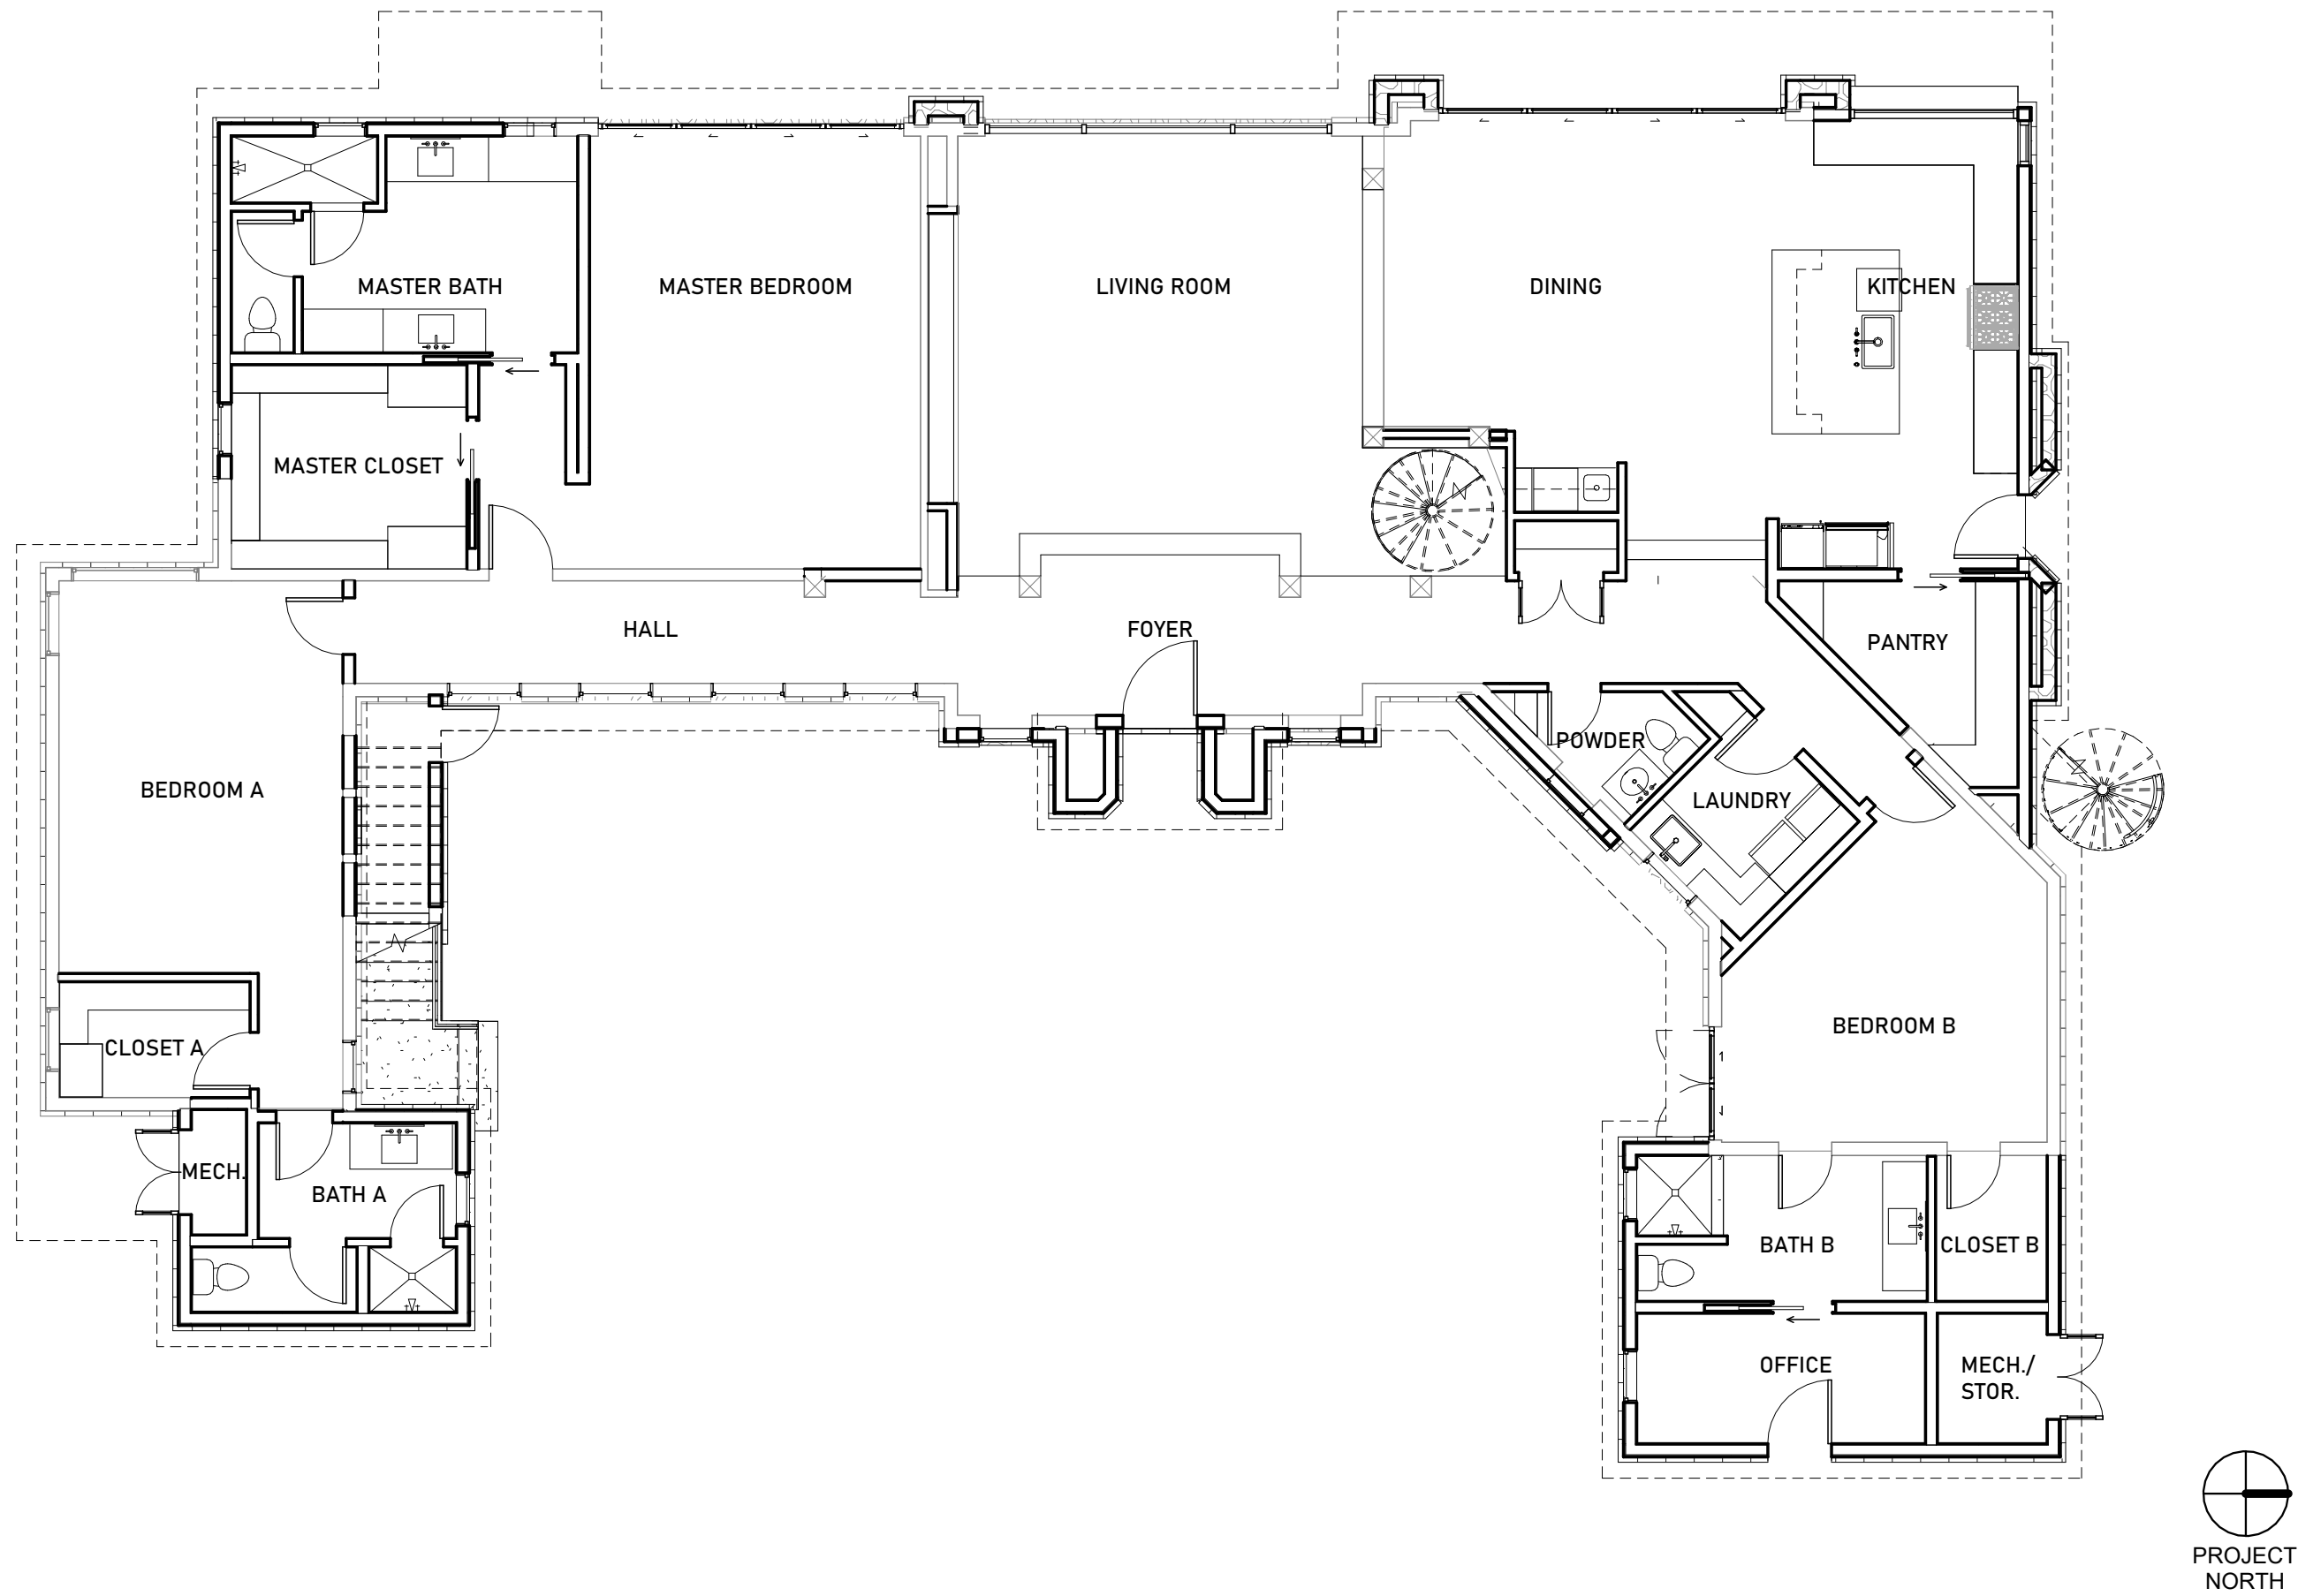 MASTER BATH
MASTER BEDROOM
LIVING ROOM
DINING
KITCHEN
MASTER CLOSET
HALL
FOYER
PANTRY
POWDER
BEDROOM A
LAUNDRY
BEDROOM B
CLOSET A
MECH.
BATH A
BATH B
CLOSET B
OFFICE
MECH./
STOR.
PROJECT
NORTH